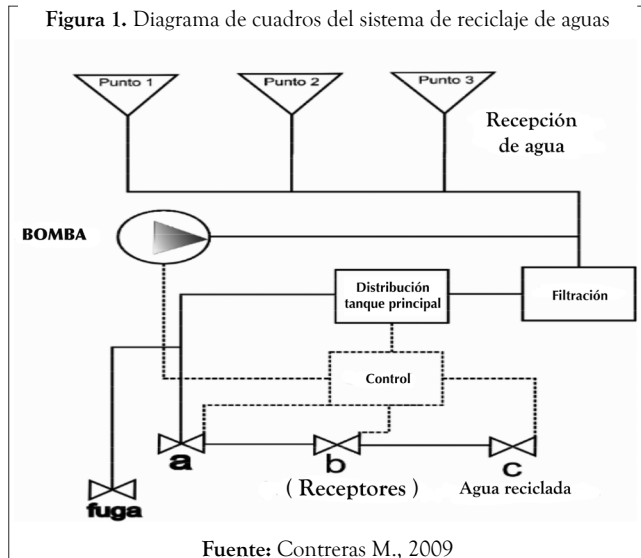 Figura 1. Diagrama de cuadros del sistema de reciclaje de aguas
Punto 1
Punto 2
Punto 3
Recepción
de agua
BOMBA
Distribución
tanque principal
Filtración
Control
a
b
c
( Receptores )
Agua reciclada
fuga
Fuente: Contreras M., 2009